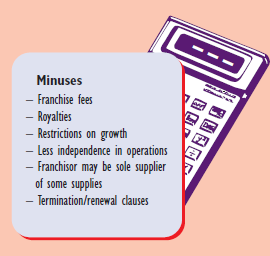 Minuses
– Franchise fees
– Royalties
– Restrictions on growth
– Less independence in operations
– Franchisor may be sole supplier
of some supplies
– Termination/renewal clauses